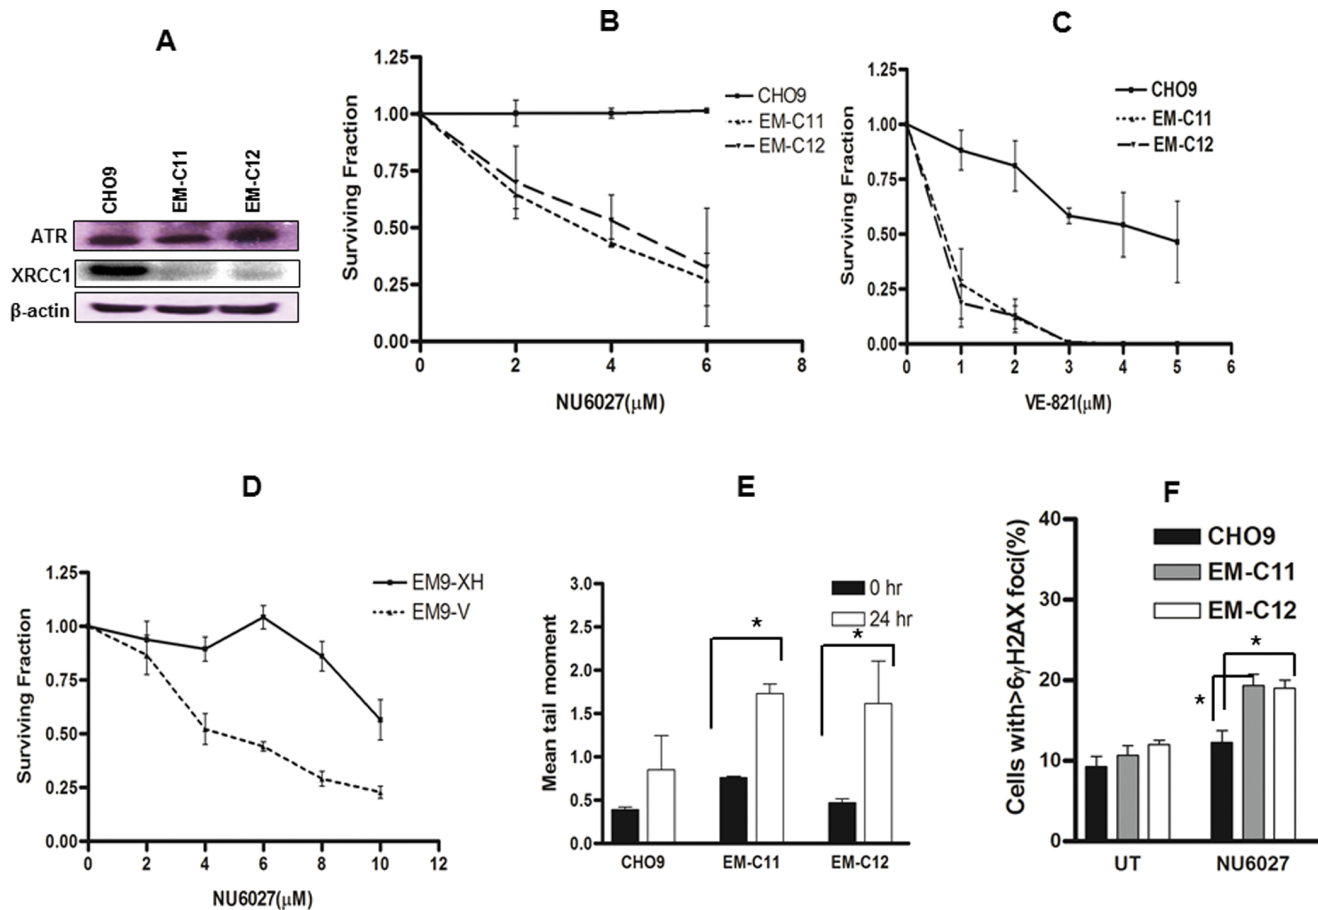 A
CHO9
EM-C11
EM-C12
ATR
XRCC1
β-actin
B
1.25
1.00
0.75
0.50
0.25
0.00
Surviving Fraction
CHO9
EM-C11
EM-C12
0 2 4 6 8
NU6027(μM)
C
1.25
1.00
0.75
0.50
0.25
0.00
Surviving Fraction
CHO9
EM-C11
EM-C12
0 1 2 3 4 5 6
VE-821(μM)
D
1.25
1.00
0.75
0.50
0.25
0.00
Surviving Fraction
EM9-XH
EM9-V
0 2 4 6 8 10 12
NU6027(μM)
E
3.0
2.5
2.0
1.5
1.0
0.5
0.0
Mean tail moment
0 hr
24 hr
*
*
CHO9 EM-C11 EM-C12
F
40
30
20
10
0
Cells with>6γH2AX foci(%)
CHO9
EM-C11
EM-C12
*
*
UT NU6027